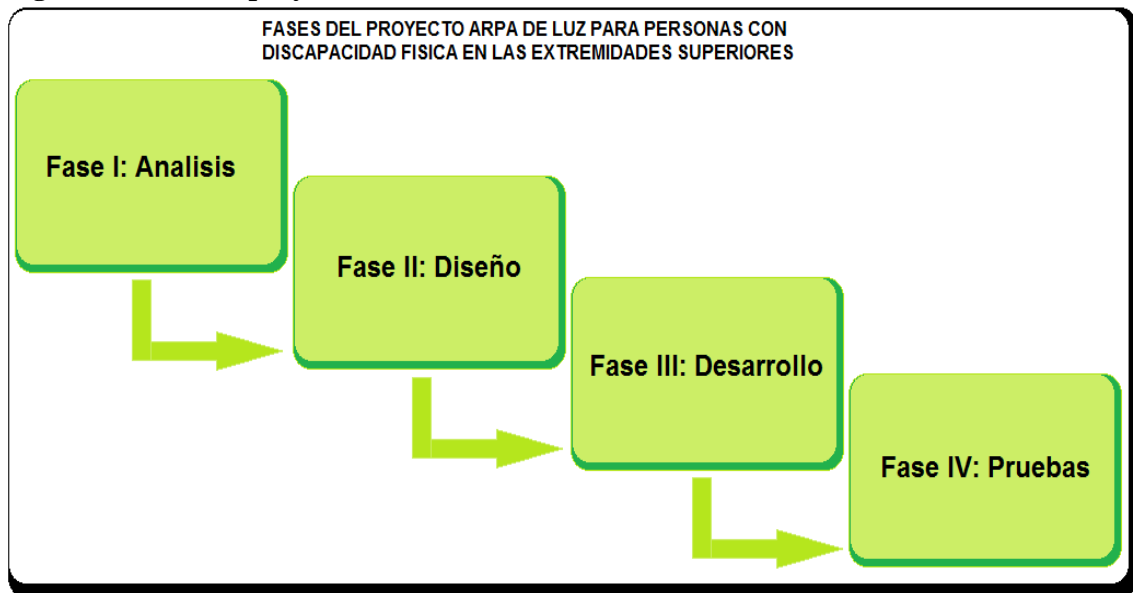 FASES DEL PROYECTO ARPA DE LUZ PARA PERSONAS CON
DISCAPACIDAD FISICA EN LAS EXTREMIDADES SUPERIORES
Fase I: Analisis
Fase II: Diseño
Fase III: Desarrollo
Fase IV: Pruebas